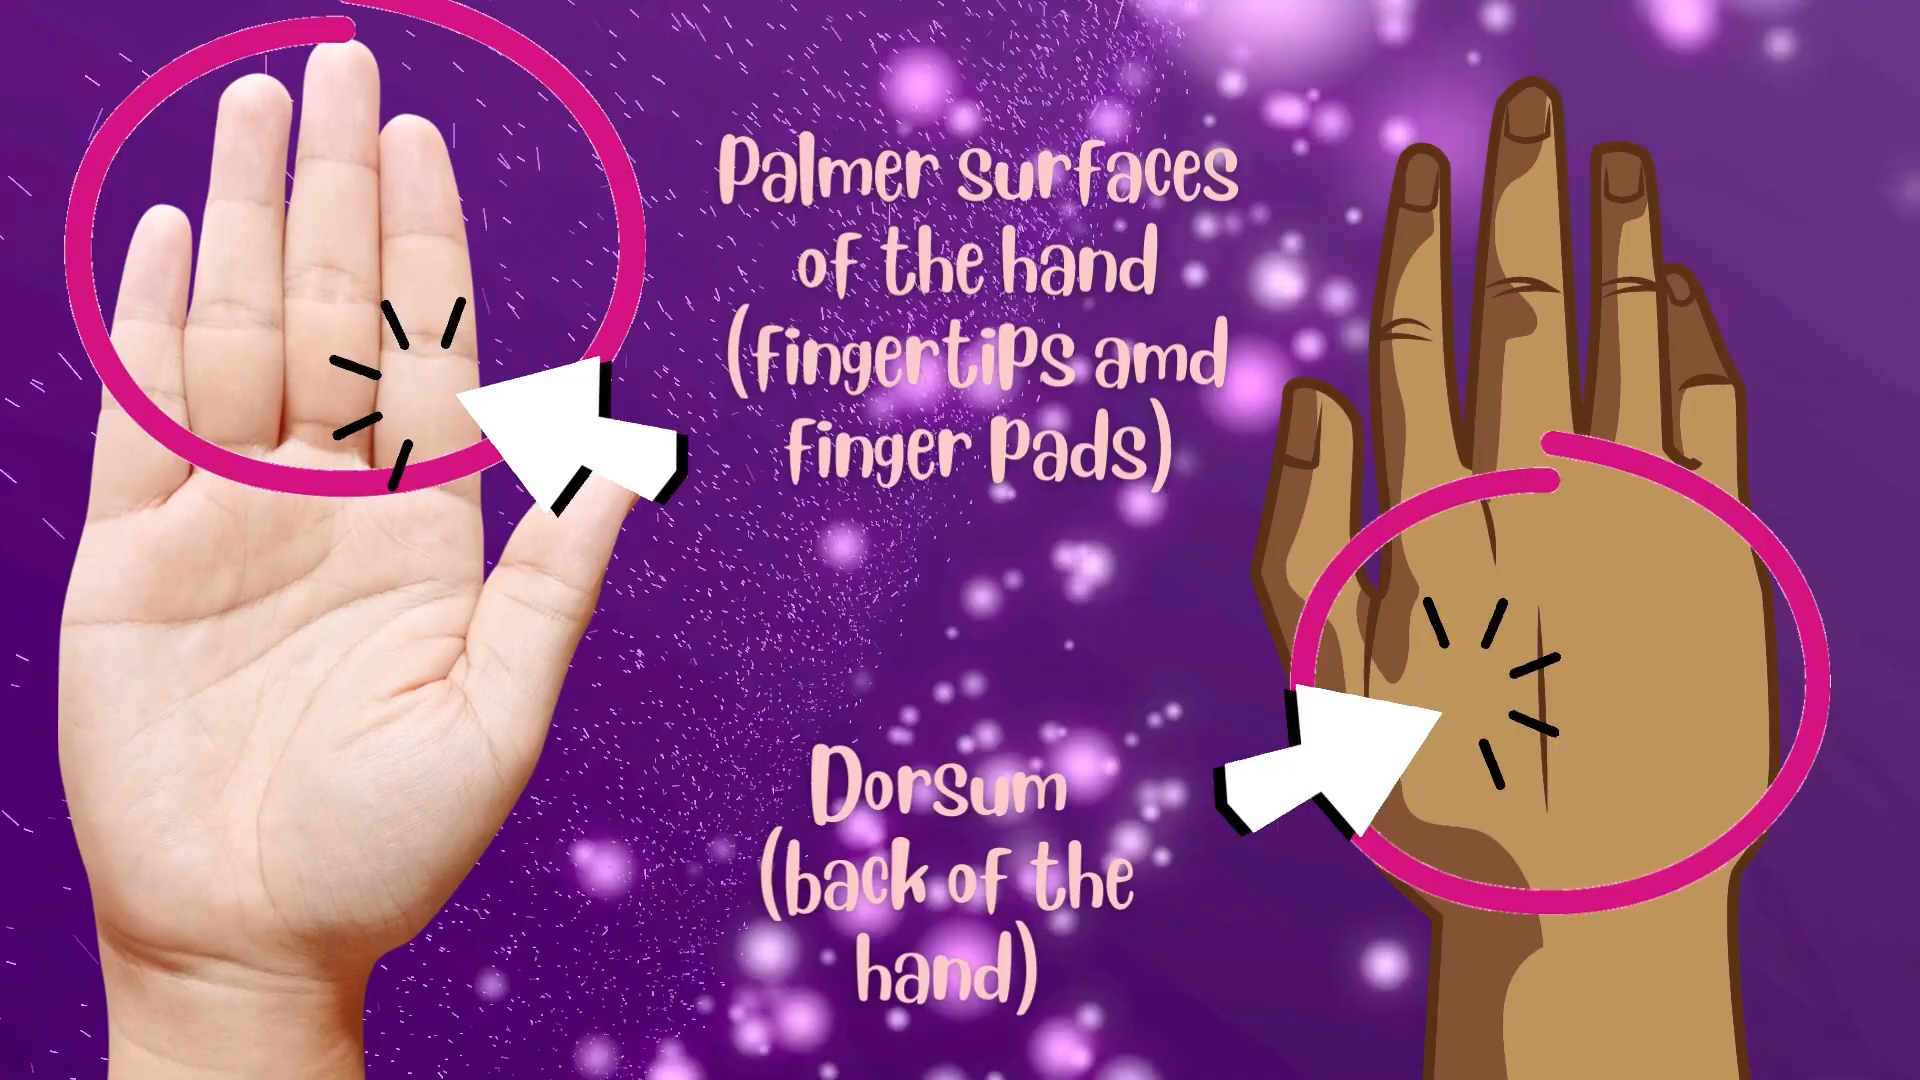 Palmer surfaces
of the hand
(fingertips amd
finger Pads)
Dorsum
(back of the
hand)